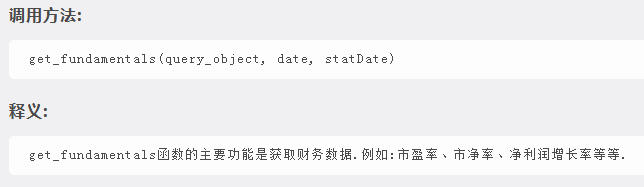 调用方法:
get_fundamentals(query_object, date, statDate)
释义:
get_fundamentals函数的主要功能是获取财务数据.例如:市盈率、市净率、净利润增长率等等.